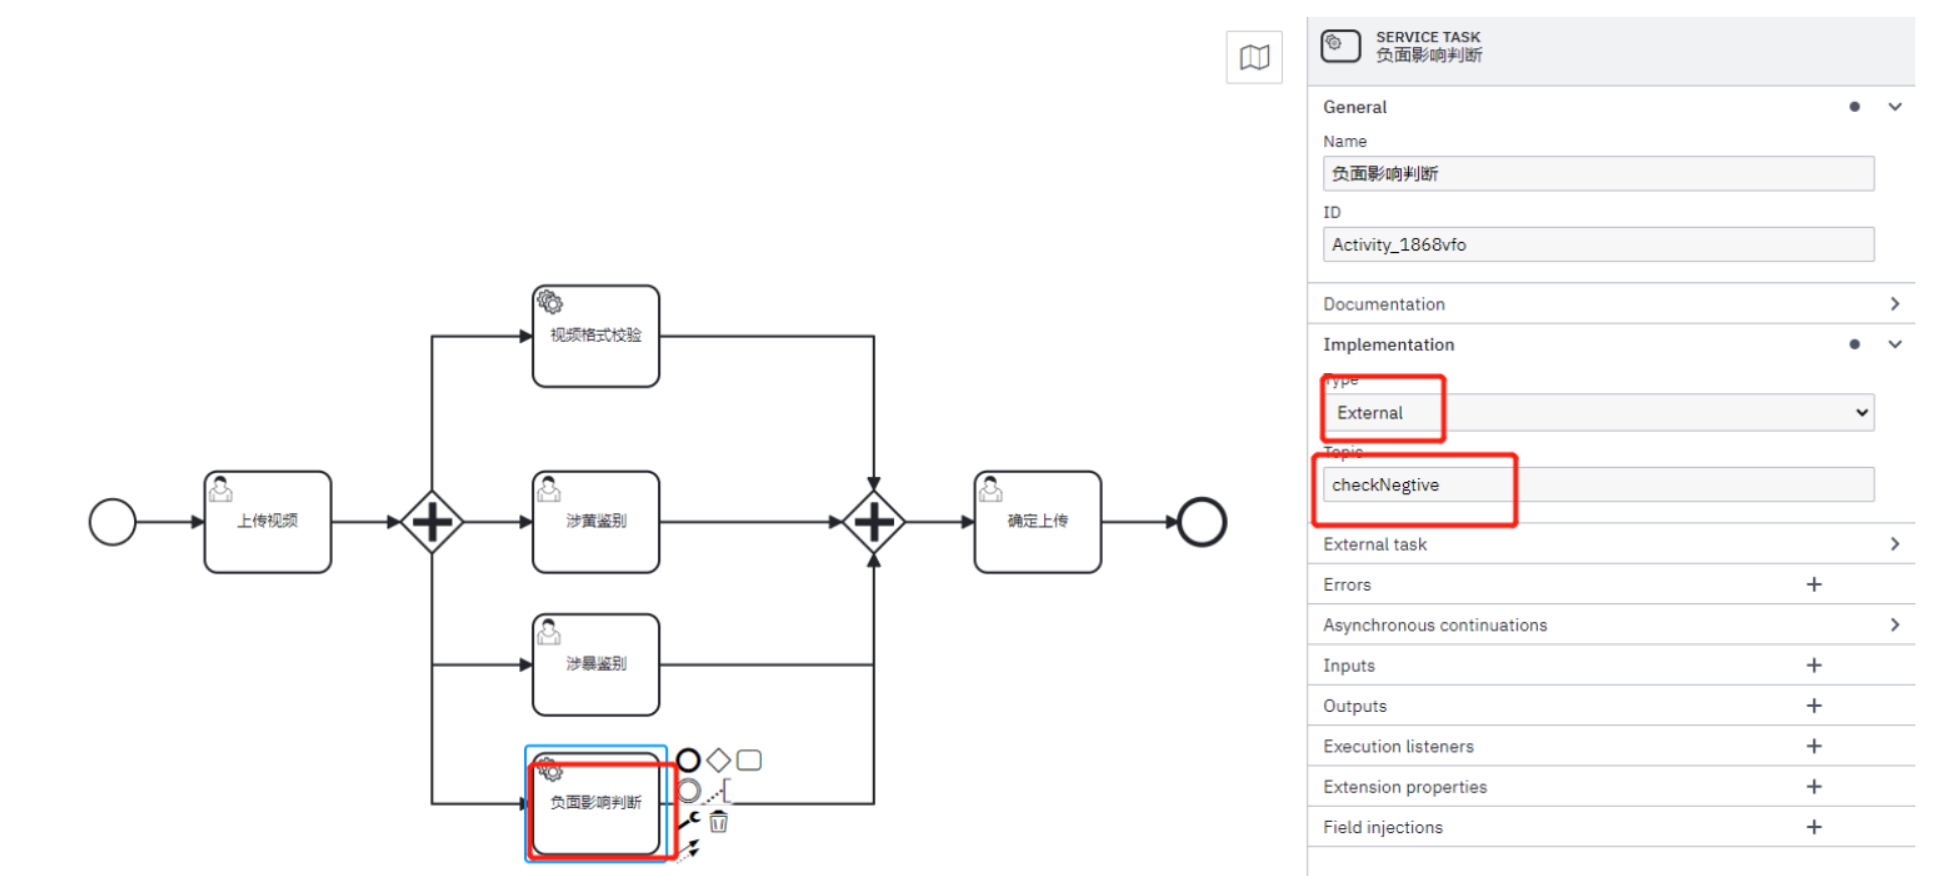 SERVICE TASK
负面影响判断
General
Name
负面影响判断
ID
Activity_1868vfo
Documentation
Implementation
Type
External
Topic
checkNegtive
External task
Errors
Asynchronous continuations
Inputs
Outputs
Execution listeners
Extension properties
Field injections
视频格式校验
上传视频
涉黄鉴别
确定上传
涉暴鉴别
负面影响判断